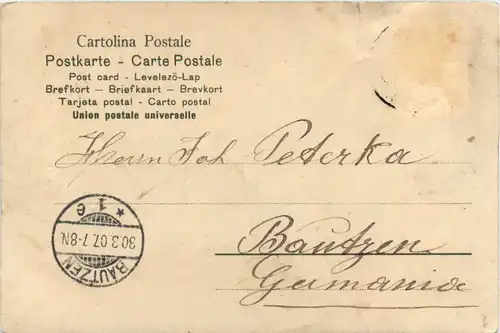 Cartolina Postale
Postkarte - Carte Postale
Post card - Levelező-Lap
Brefkort — Briefkaart — Brevkort
Tarjeta postal - Carto postal
Union postale universelle
Herrn Joh Peterka
Bautzen
Germania
* 1 e
30.3.07.7-8N.
BAUTZEN